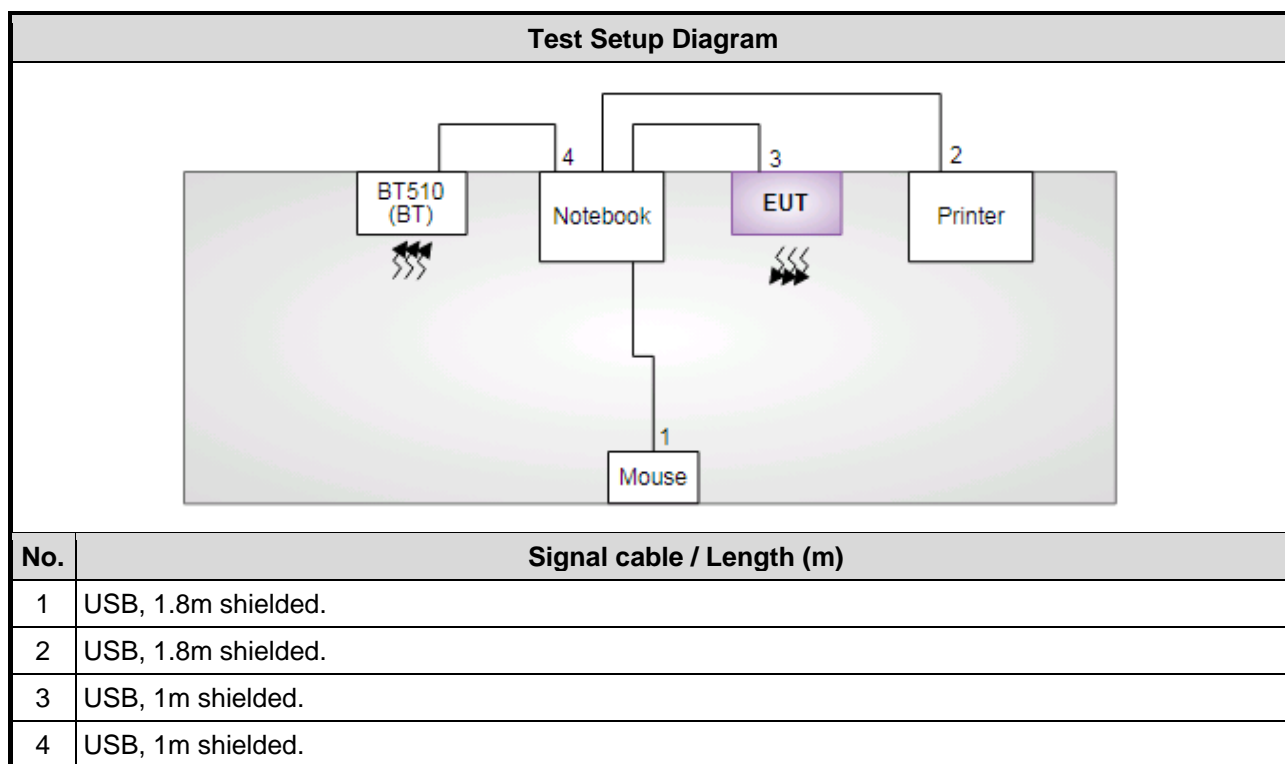 Test Setup Diagram
4
3
2
BT510
(BT)
Notebook
EUT
Printer
1
Mouse
No. Signal cable / Length (m)
1 USB, 1.8m shielded.
2 USB, 1.8m shielded.
3 USB, 1m shielded.
4 USB, 1m shielded.